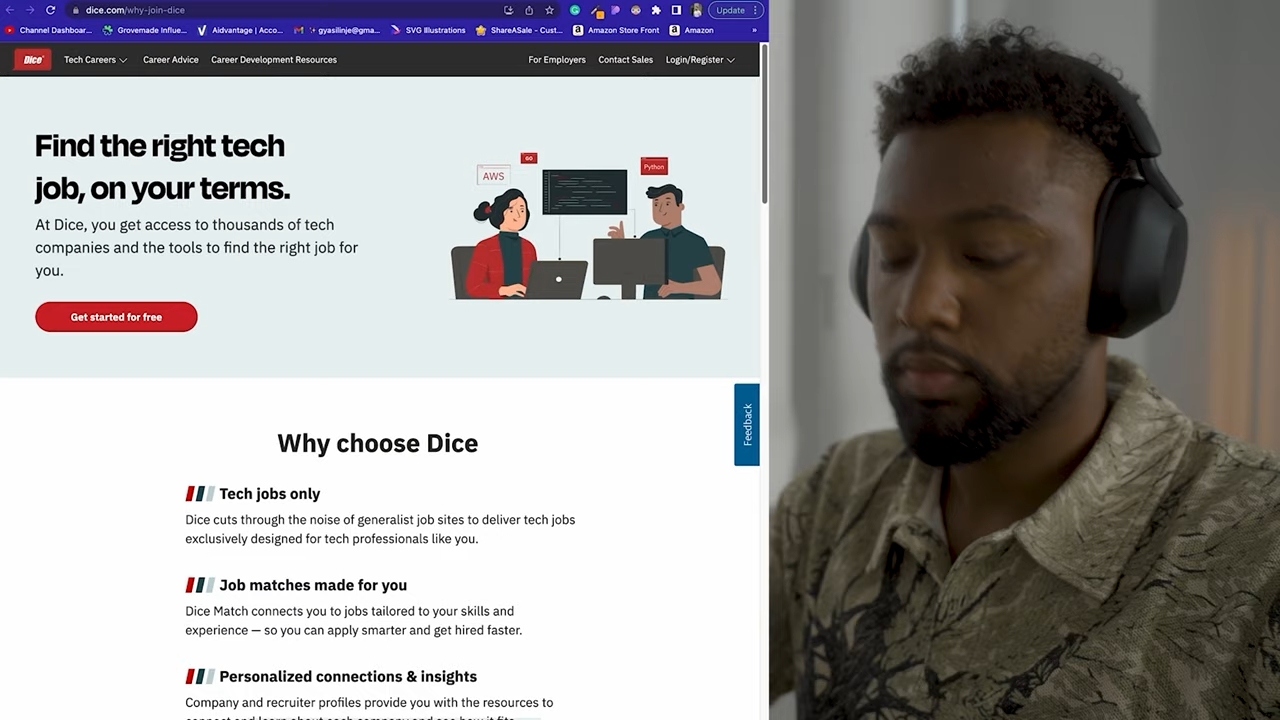 dice.com/why-join-dice
Update
Channel Dashboar...
Grovemade Influe...
Aidvantage | Acco...
gyasilinje@gma...
SVG Illustrations
ShareASale - Cust...
Amazon Store Front
Amazon
»
Dice
Tech Careers
Career Advice
Career Development Resources
For Employers
Contact Sales
Login/Register
Find the right tech
job, on your terms.
At Dice, you get access to thousands of tech
companies and the tools to find the right job for
you.
Get started for free
AWS
GO
Python
Feedback
Why choose Dice
Tech jobs only
Dice cuts through the noise of generalist job sites to deliver tech jobs
exclusively designed for tech professionals like you.
Job matches made for you
Dice Match connects you to jobs tailored to your skills and
experience — so you can apply smarter and get hired faster.
Personalized connections & insights
Company and recruiter profiles provide you with the resources to